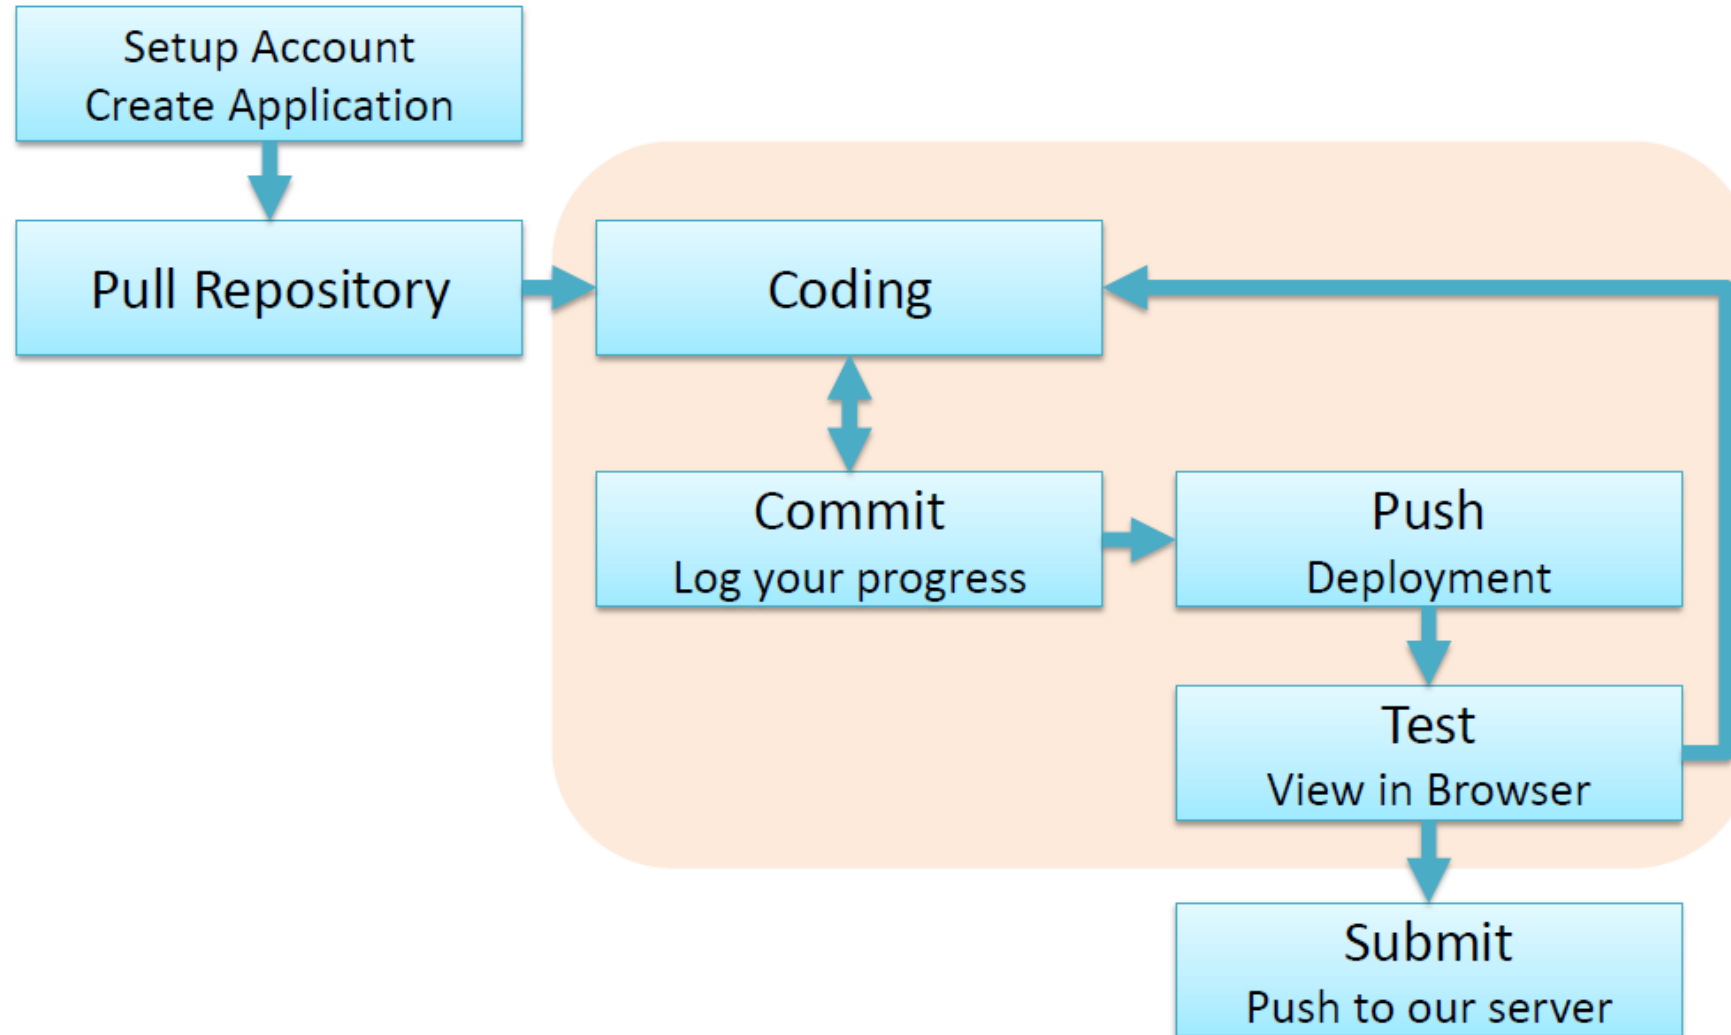 Setup Account
Create Application
Pull Repository
Coding
Commit
Log your progress
Push
Deployment
Test
View in Browser
Submit
Push to our server